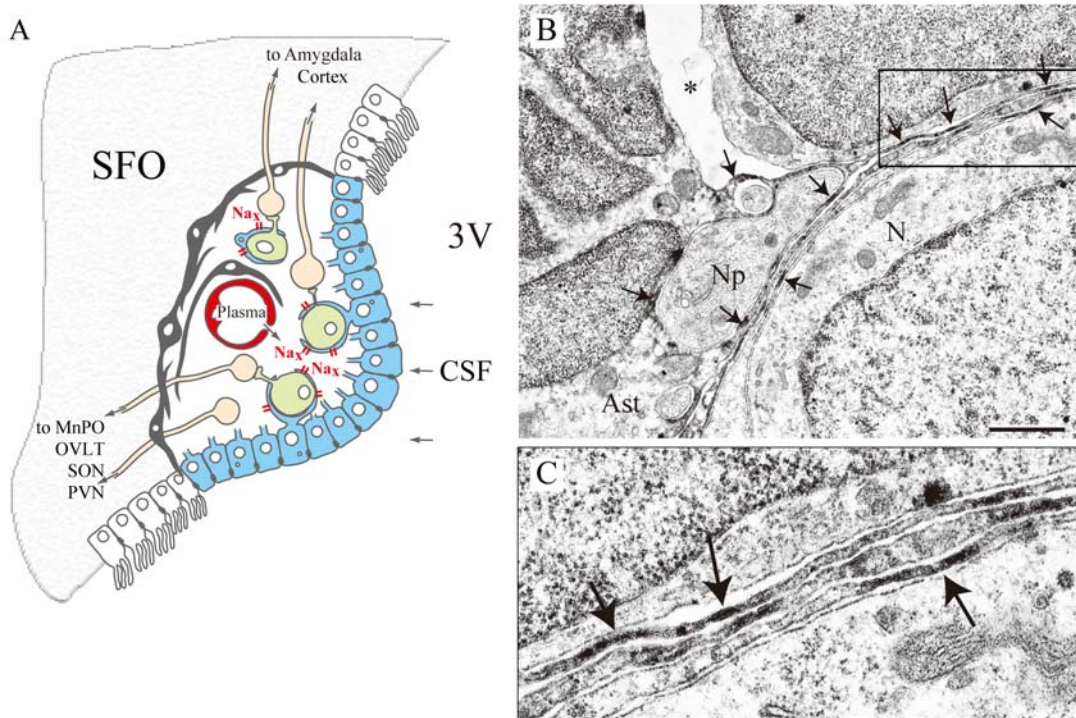 A
to Amygdala
Cortex
SFO
Nax
3V
Plasma
Nax
Nax
CSF
to MnPO
OVLT
SON
PVN
B
*
N
Np
Ast
C